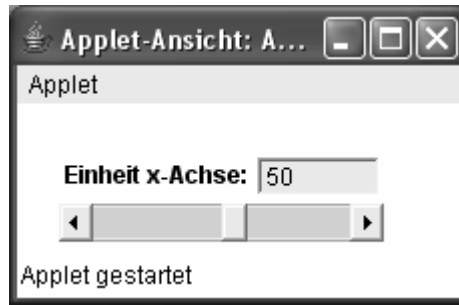 Applet-Ansicht: A...
Applet
Einheit x-Achse: 50
Applet gestartet